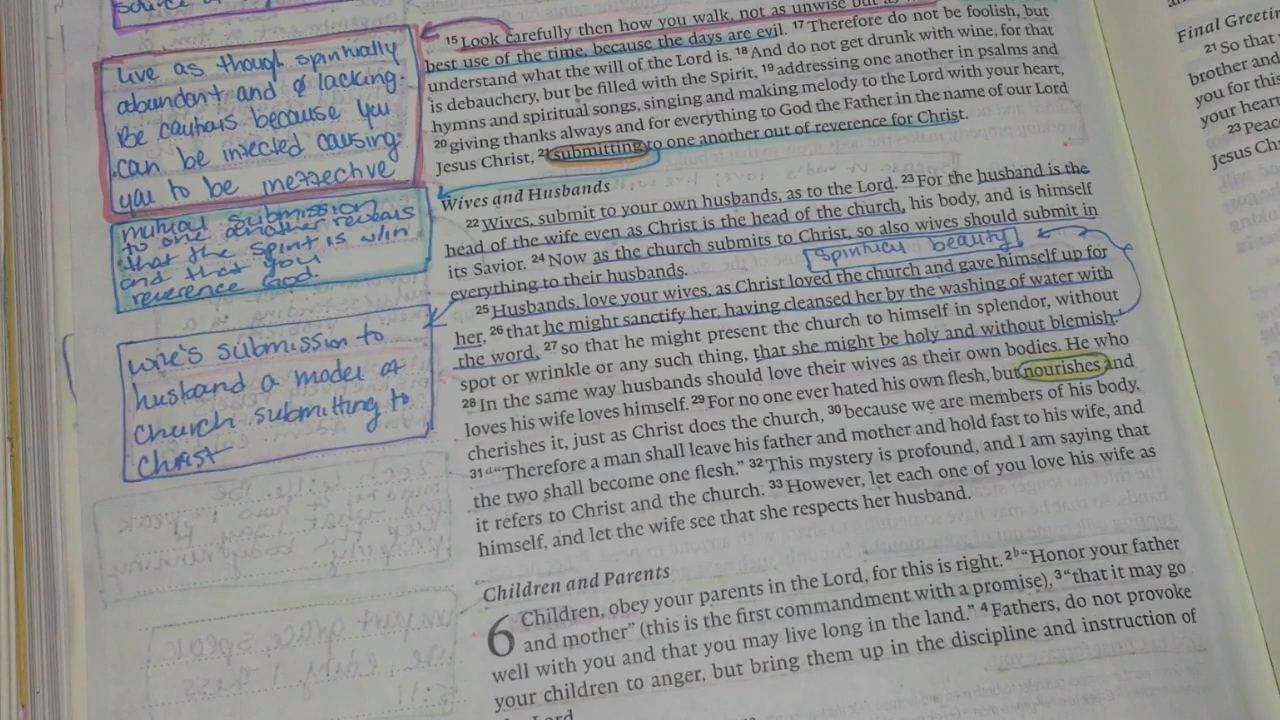 live as though spiritually
abundant and ∅ lacking.
Be cautious because you
can be infected causing
you to be ineffective
mutual submission
to one another reveals
that the spirit is w/in
and that you
reverence God.
wife's submission to
husband a model of
church submitting to
Christ
15 Look carefully then how you walk, not as unwise but as
best use of the time, because the days are evil. 17 Therefore do not be foolish, but
understand what the will of the Lord is. 18 And do not get drunk with wine, for that
is debauchery, but be filled with the Spirit, 19 addressing one another in psalms and
hymns and spiritual songs, singing and making melody to the Lord with your heart,
20 giving thanks always and for everything to God the Father in the name of our Lord
Jesus Christ, 21 submitting to one another out of reverence for Christ.
Wives and Husbands
22 Wives, submit to your own husbands, as to the Lord. 23 For the husband is the
head of the wife even as Christ is the head of the church, his body, and is himself
its Savior. 24 Now as the church submits to Christ, so also wives should submit in
everything to their husbands.
Spiritual beauty
25 Husbands, love your wives, as Christ loved the church and gave himself up for
her, 26 that he might sanctify her, having cleansed her by the washing of water with
the word, 27 so that he might present the church to himself in splendor, without
spot or wrinkle or any such thing, that she might be holy and without blemish.
28 In the same way husbands should love their wives as their own bodies. He who
loves his wife loves himself. 29 For no one ever hated his own flesh, but nourishes and
cherishes it, just as Christ does the church, 30 because we are members of his body.
31 d "Therefore a man shall leave his father and mother and hold fast to his wife, and
the two shall become one flesh." 32 This mystery is profound, and I am saying that
it refers to Christ and the church. 33 However, let each one of you love his wife as
himself, and let the wife see that she respects her husband.
Children and Parents
6 Children, obey your parents in the Lord, for this is right. 2 b "Honor your father
and mother" (this is the first commandment with a promise), 3 "that it may go
well with you and that you may live long in the land." 4 Fathers, do not provoke
your children to anger, but bring them up in the discipline and instruction of
Lord
Final Greetin
21 So that
brother and
you for this
your heart
23 Peac
Jesus Chr